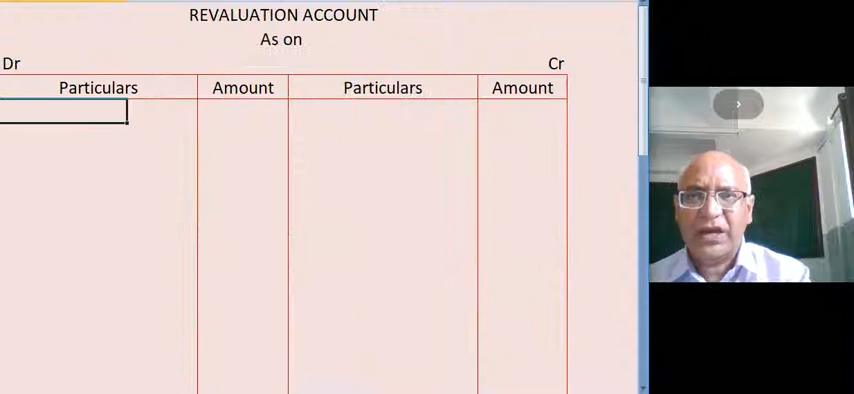 REVALUATION ACCOUNT
As on
Dr Cr
Particulars Amount Particulars Amount